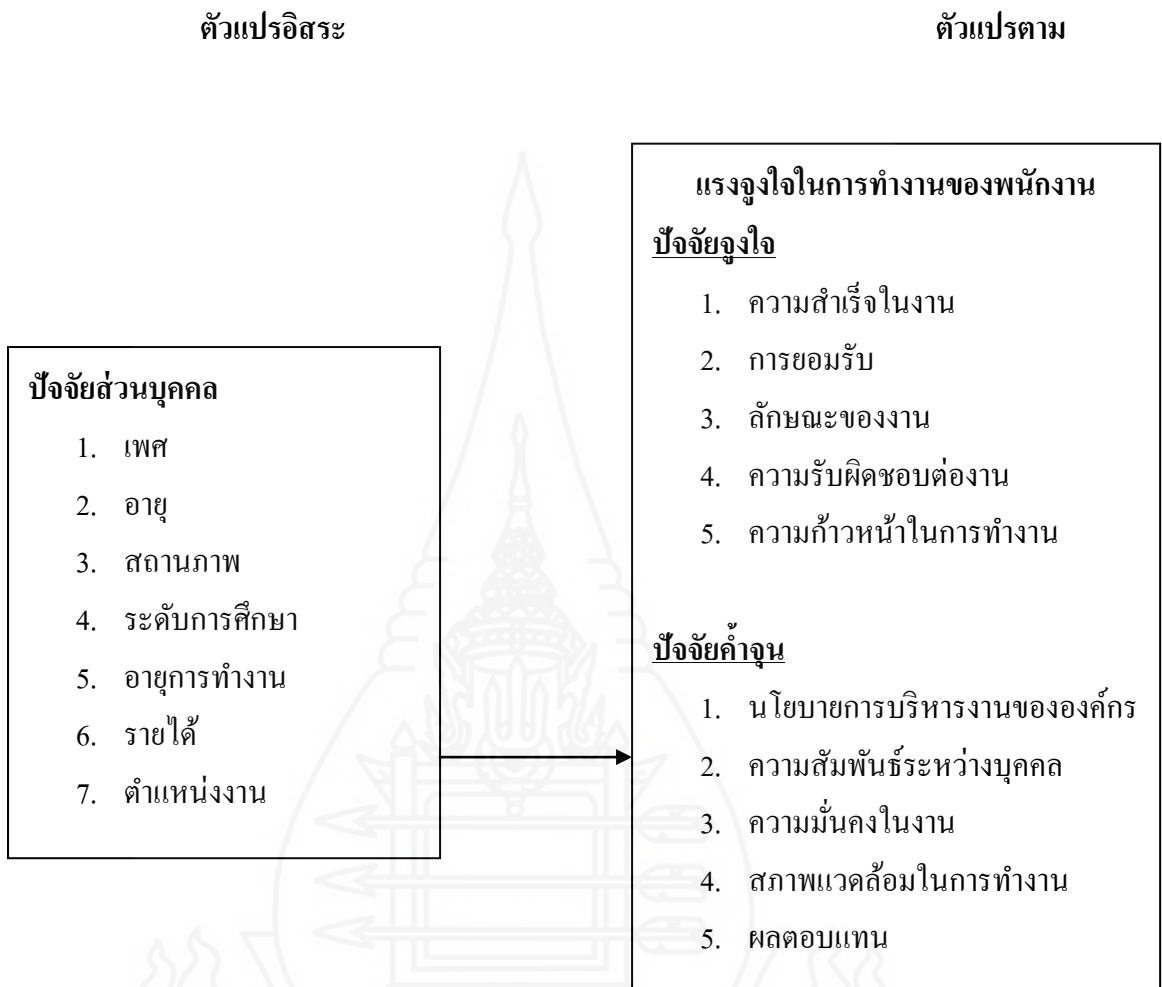 ตัวแปรอิสระ
ตัวแปรตาม
ปัจจัยส่วนบุคคล
1. เพศ
2. อายุ
3. สถานภาพ
4. ระดับการศึกษา
5. อายุการทำงาน
6. รายได้
7. ตำแหน่งงาน
แรงจูงใจในการทำงานของพนักงาน
ปัจจัยจูงใจ
1. ความสำเร็จในงาน
2. การยอมรับ
3. ลักษณะของงาน
4. ความรับผิดชอบต่องาน
5. ความก้าวหน้าในการทำงาน
ปัจจัยค้ำจุน
1. นโยบายการบริหารงานขององค์กร
2. ความสัมพันธ์ระหว่างบุคคล
3. ความมั่นคงในงาน
4. สภาพแวดล้อมในการทำงาน
5. ผลตอบแทน